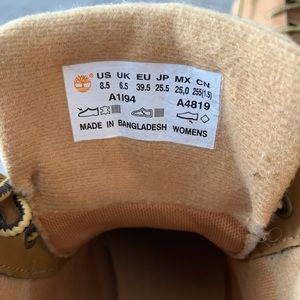 US UK EU JP MX CN
8.5 6.5 39.5 25.5 25,0 255(1.5)
A1I94 A4819
MADE IN BANGLADESH WOMENS